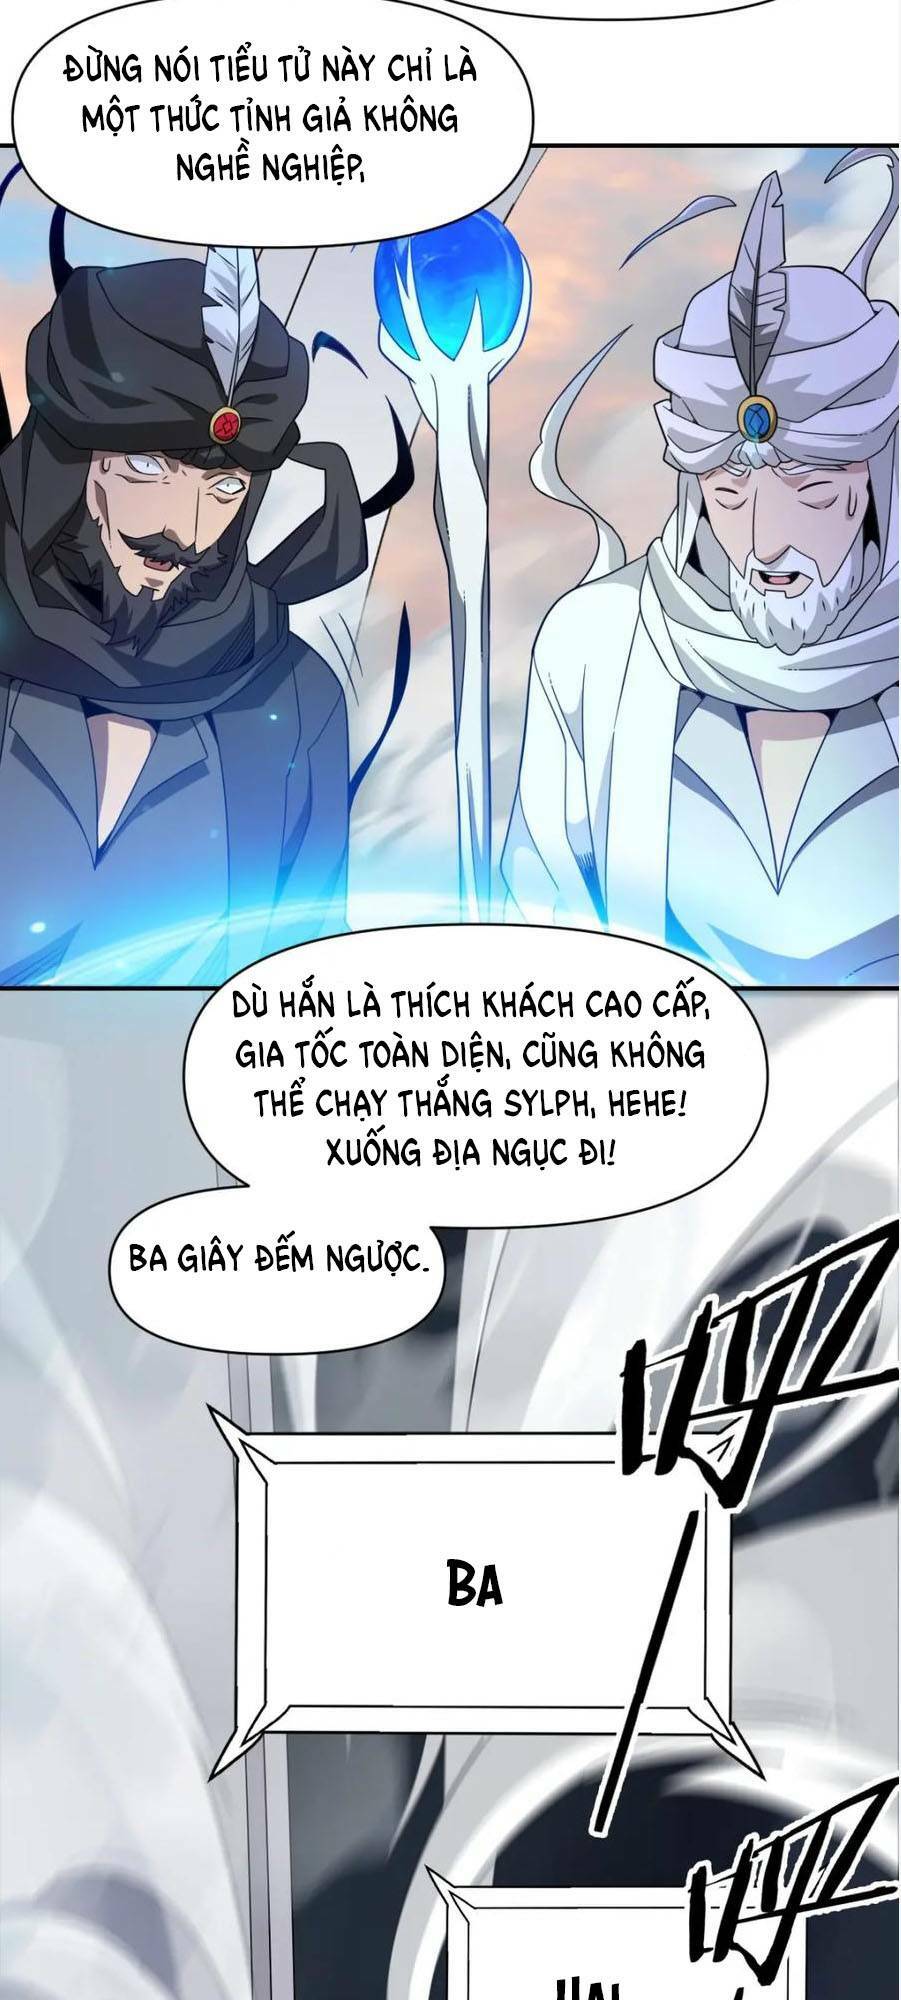 ĐỪNG NÓI TIỂU TỬ NÀY CHỈ LÀ
MỘT THỨC TỈNH GIẢ KHÔNG
NGHỀ NGHIỆP,
DÙ HẮN LÀ THÍCH KHÁCH CAO CẤP,
GIA TỐC TOÀN DIỆN, CŨNG KHÔNG
THỂ CHẠY THẮNG SYLPH, HEHE!
XUỐNG ĐỊA NGỤC ĐI!
BA GIÂY ĐẾM NGƯỢC.
BA
HAI